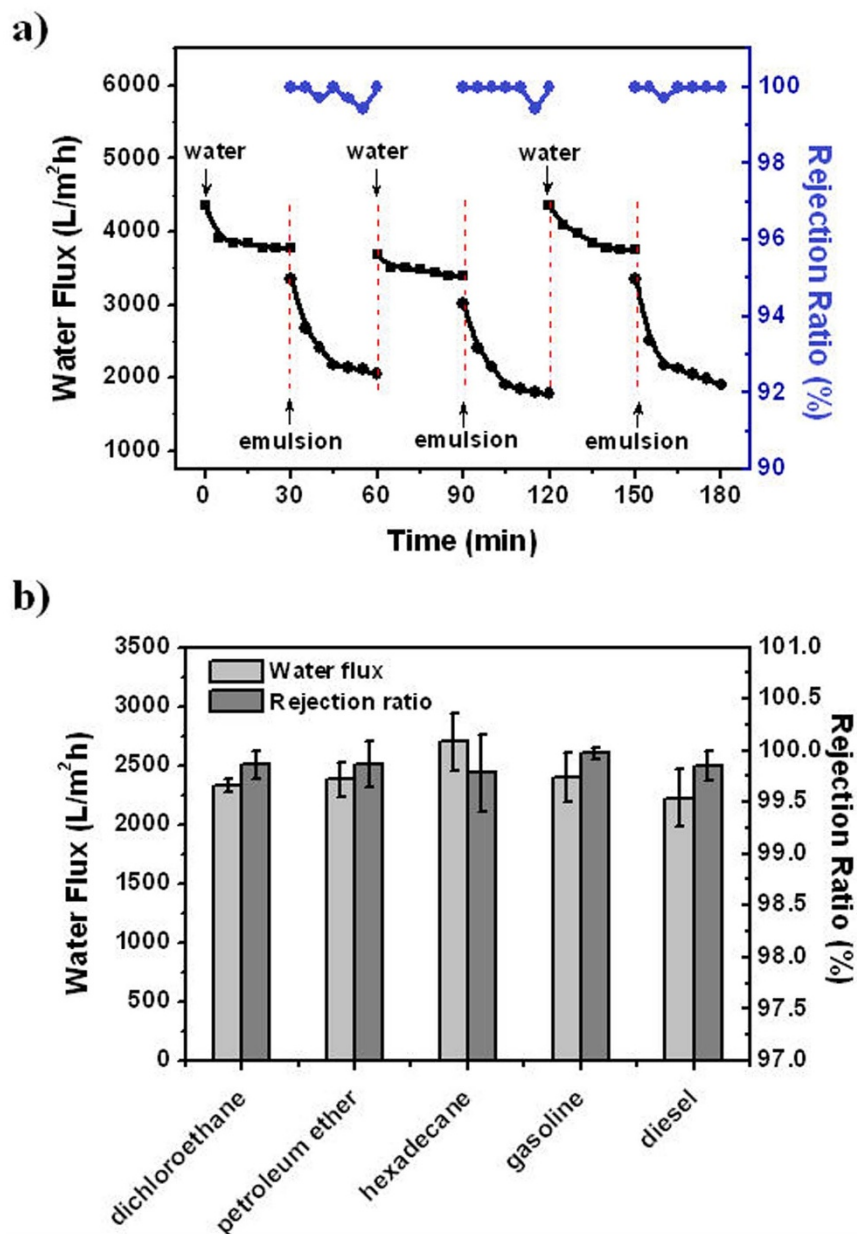 a)
6000
5000
4000
3000
2000
1000
Water Flux (L/m²h)
100
98
96
94
92
90
Rejection Ratio (%)
water
water
water
emulsion
emulsion
emulsion
0 30 60 90 120 150 180
Time (min)
b)
3500
3000
2500
2000
1500
1000
500
0
Water Flux (L/m²h)
Water flux
Rejection ratio
101.0
100.5
100.0
99.5
99.0
98.5
98.0
97.5
97.0
Rejection Ratio (%)
dichloroethane
petroleum ether
hexadecane
gasoline
diesel